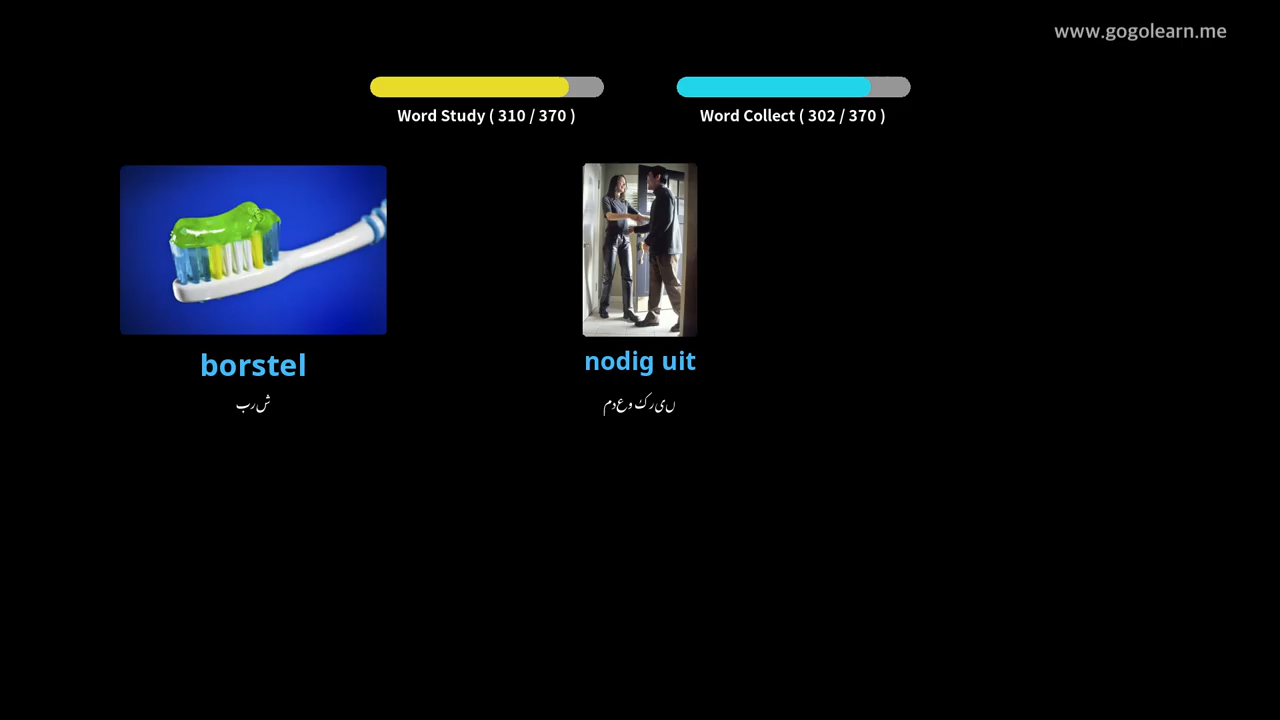 www.gogolearn.me
Word Study ( 310 / 370 )
Word Collect ( 302 / 370 )
borstel
nodig uit
برش
مدعو کریں